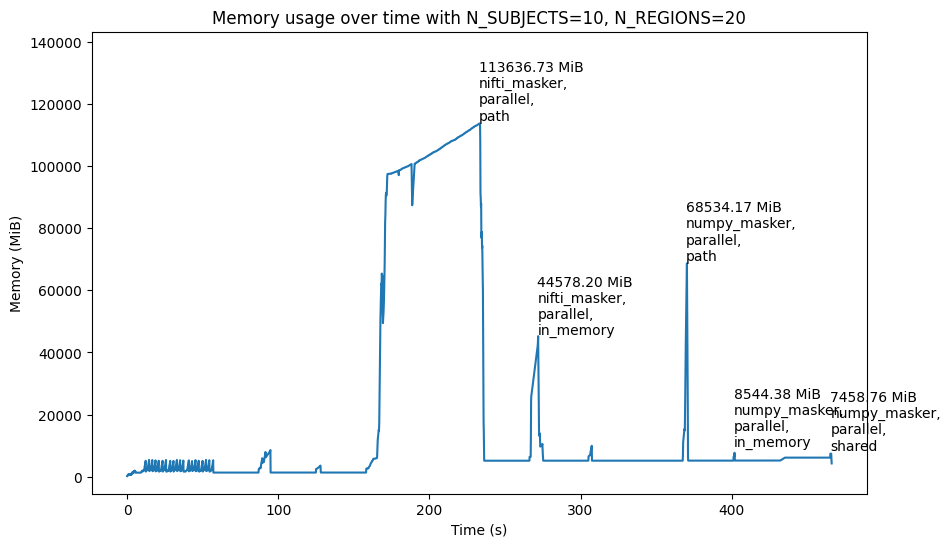 Memory usage over time with N_SUBJECTS=10, N_REGIONS=20
140000
120000
100000
80000
60000
40000
20000
0
Memory (MiB)
113636.73 MiB
nifti_masker,
parallel,
path
44578.20 MiB
nifti_masker,
parallel,
in_memory
68534.17 MiB
numpy_masker,
parallel,
path
8544.38 MiB
numpy_masker,
parallel,
in_memory
7458.76 MiB
numpy_masker,
parallel,
shared
0
100
200
300
400
Time (s)